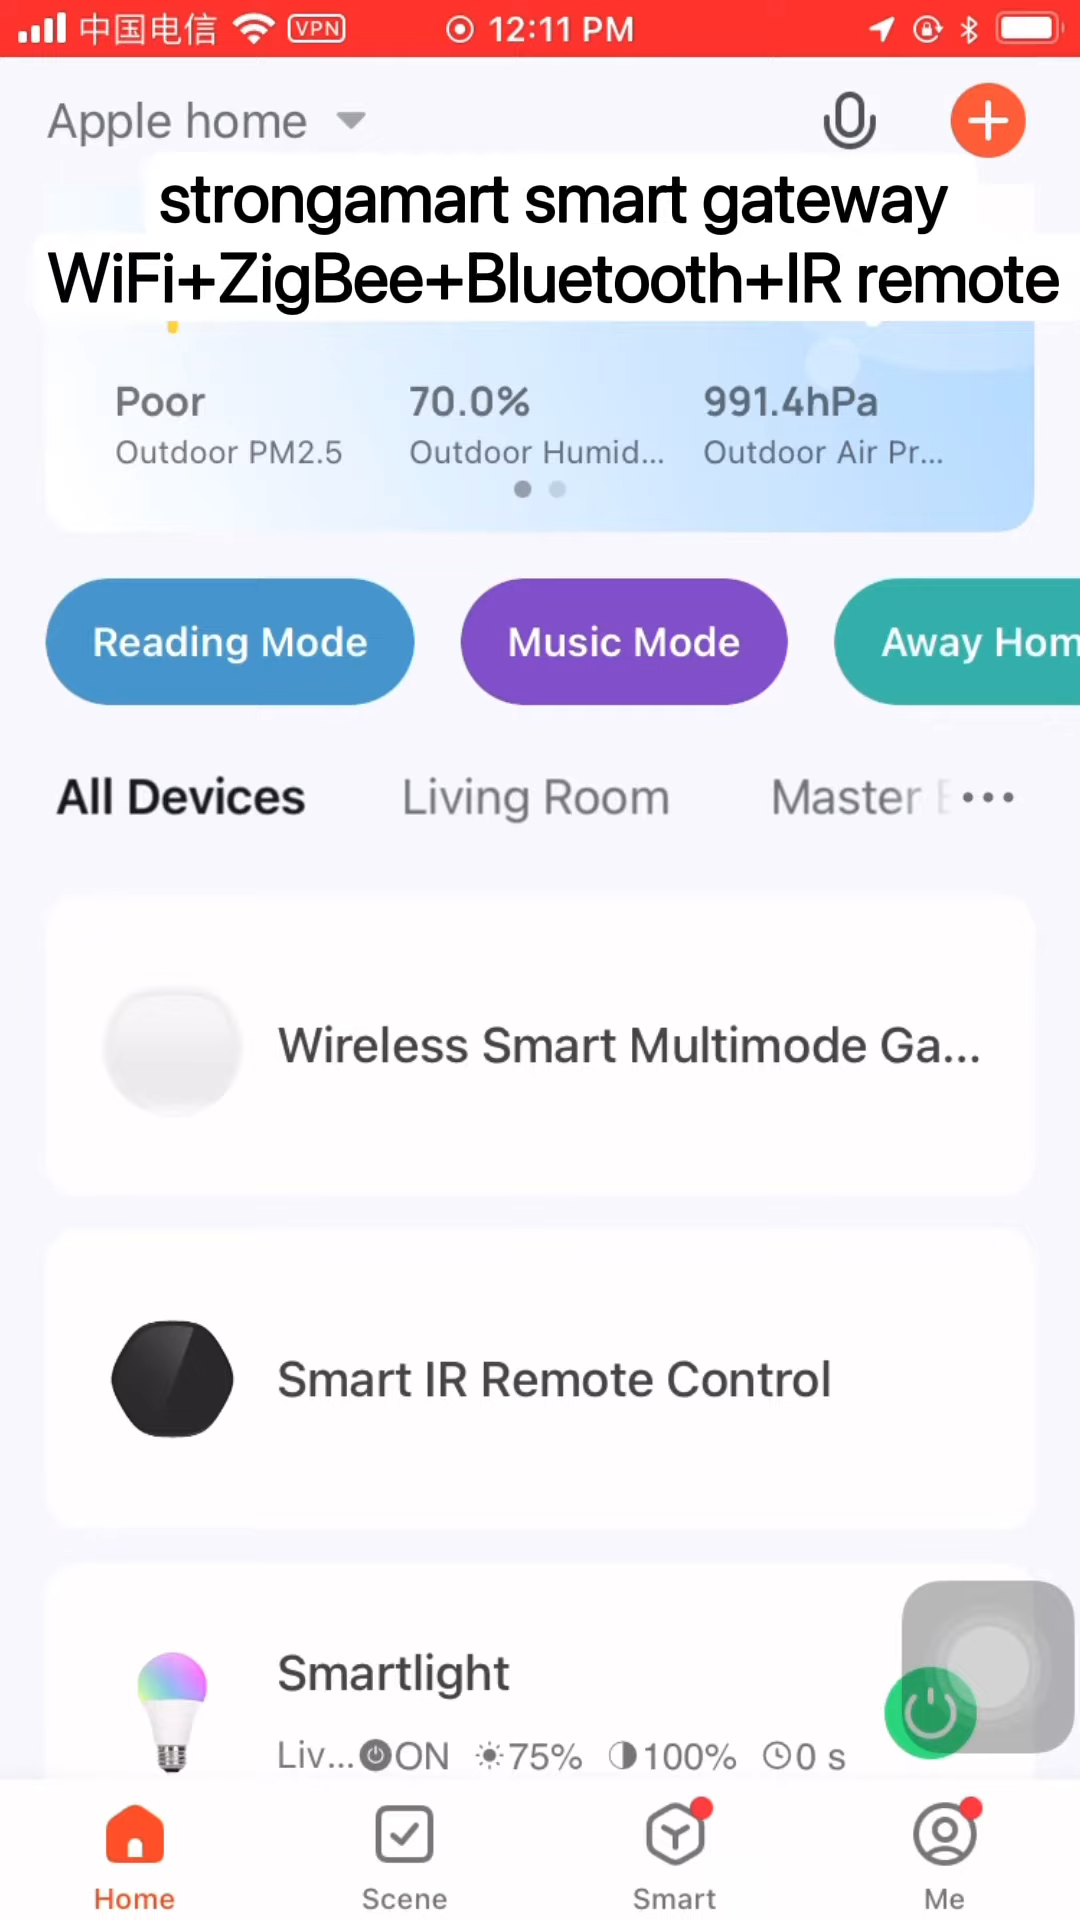 中国电信 VPN 12:11 PM
Apple home
strongamart smart gateway
WiFi+ZigBee+Bluetooth+IR remote
Poor 70.0% 991.4hPa
Outdoor PM2.5 Outdoor Humid... Outdoor Air Pr...
Reading Mode Music Mode Away Hom
All Devices Living Room Master
Wireless Smart Multimode Ga...
Smart IR Remote Control
Smartlight
Liv... ON 75% 100% 0 s
Home Scene Smart Me